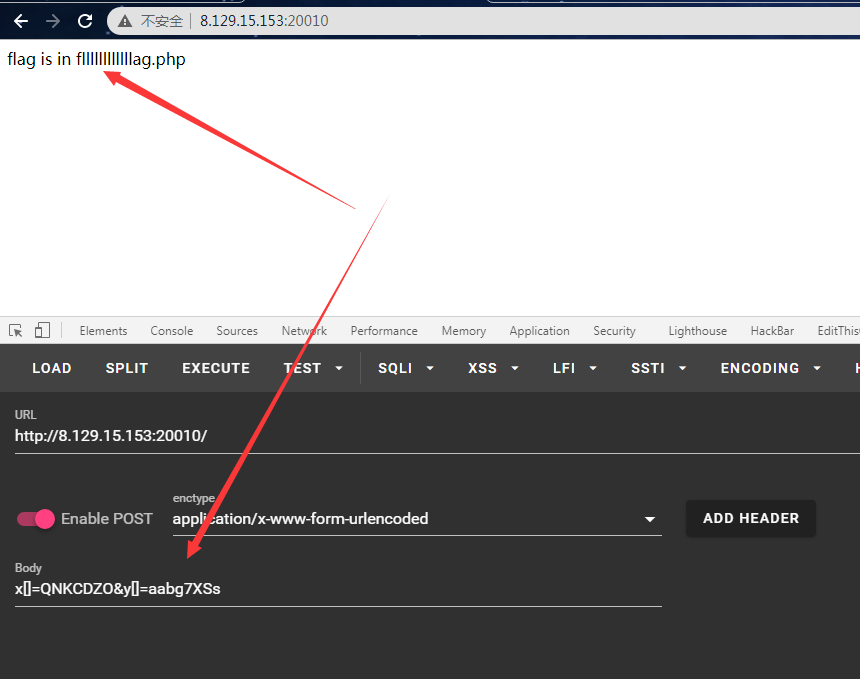 不安全 8.129.15.153:20010
flag is in flllllllllllag.php
Elements Console Sources Network Performance Memory Application Security Lighthouse HackBar EditThis
LOAD SPLIT EXECUTE TEST SQLI XSS LFI SSTI ENCODING
URL
http://8.129.15.153:20010/
enctype
Enable POST application/x-www-form-urlencoded ADD HEADER
Body
x[]=QNKCDZO&y[]=aabg7XSs